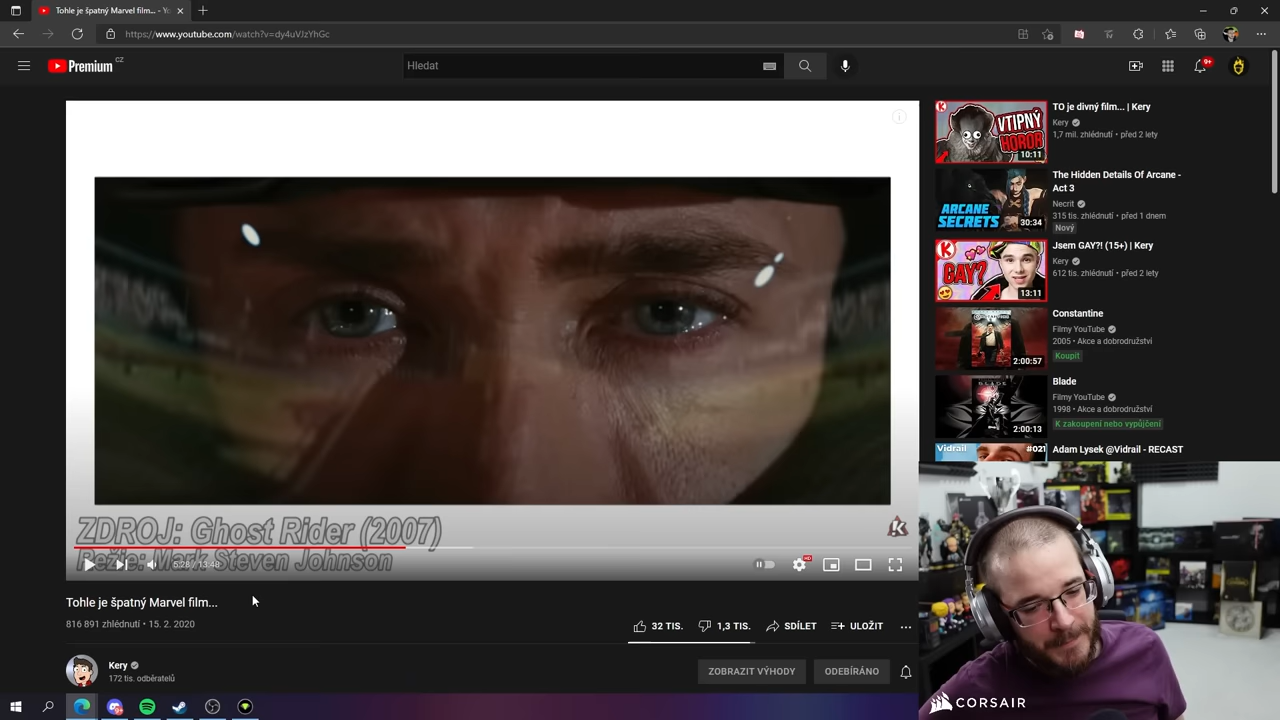 Tohle je špatný Marvel film... - Yo
https://www.youtube.com/watch?v=dy4uVJzYhGc
Premium CZ
Hledat
9+
ZDROJ: Ghost Rider (2007)
Režie: Mark Steven Johnson
5:28 / 13:48
HD
Tohle je špatný Marvel film...
816 891 zhlédnutí • 15. 2. 2020
32 TIS.
1,3 TIS.
SDÍLET
ULOŽIT
Kery
172 tis. odběratelů
ZOBRAZIT VÝHODY
ODEBÍRÁNO
VTIPNÝ
HOROR
10:11
TO je divný film... | Kery
Kery
1,7 mil. zhlédnutí • před 2 lety
ARCANE
SECRETS
30:34
The Hidden Details Of Arcane -
Act 3
Necrit
315 tis. zhlédnutí • před 1 dnem
Nový
GAY?
13:11
Jsem GAY?! (15+) | Kery
Kery
612 tis. zhlédnutí • před 2 lety
2:00:57
Constantine
Filmy YouTube
2005 • Akce a dobrodružství
Koupit
BLADE
2:00:13
Blade
Filmy YouTube
1998 • Akce a dobrodružství
K zakoupení nebo vypůjčení
Vidrail
#021
Adam Lysek @Vidrail - RECAST
CORSAIR